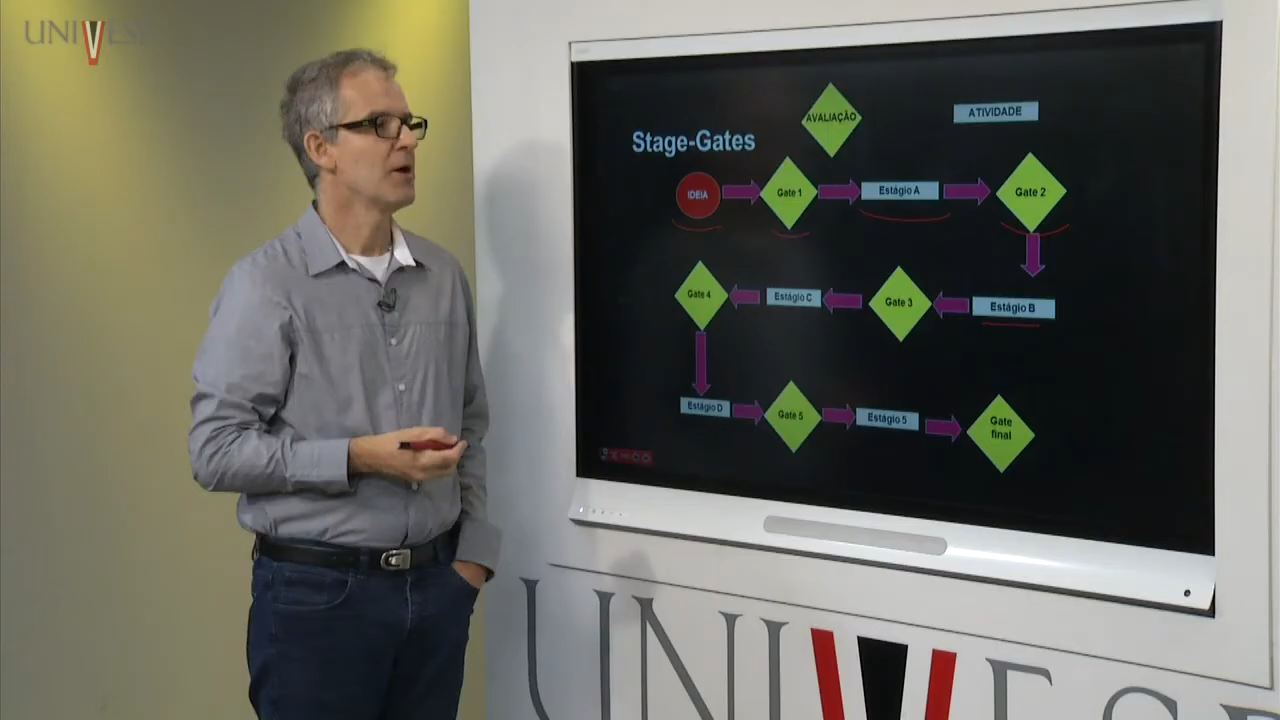 UNIVESP
AVALIAÇÃO
ATIVIDADE
Stage-Gates
IDEIA
Gate 1
Estágio A
Gate 2
Gate 4
Estágio C
Gate 3
Estágio B
Estágio D
Gate 5
Estágio 5
Gate
final
UNIVESP